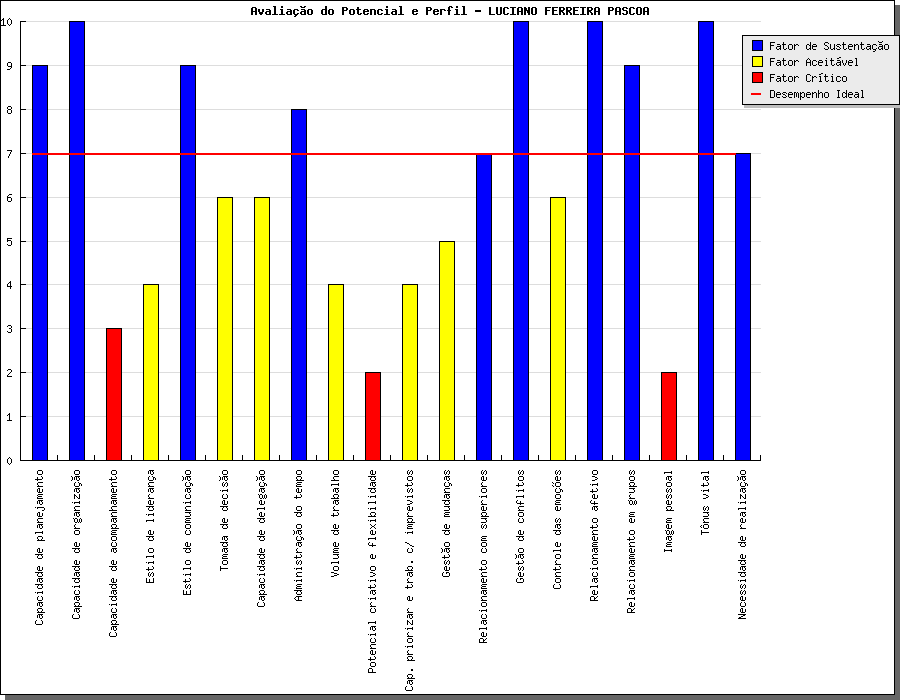 Avaliação do Potencial e Perfil - LUCIANO FERREIRA PASCOA
Fator de Sustentação
Fator Aceitável
Fator Crítico
Desempenho Ideal
10
9
8
7
6
5
4
3
2
1
0
Capacidade de planejamento
Capacidade de organização
Capacidade de acompanhamento
Estilo de liderança
Estilo de comunicação
Tomada de decisão
Capacidade de delegação
Administração do tempo
Volume de trabalho
Potencial criativo e flexibilidade
Cap. priorizar e trab. c/ imprevistos
Gestão de mudanças
Relacionamento com superiores
Gestão de conflitos
Controle das emoções
Relacionamento afetivo
Relacionamento em grupos
Imagem pessoal
Tônus vital
Necessidade de realização